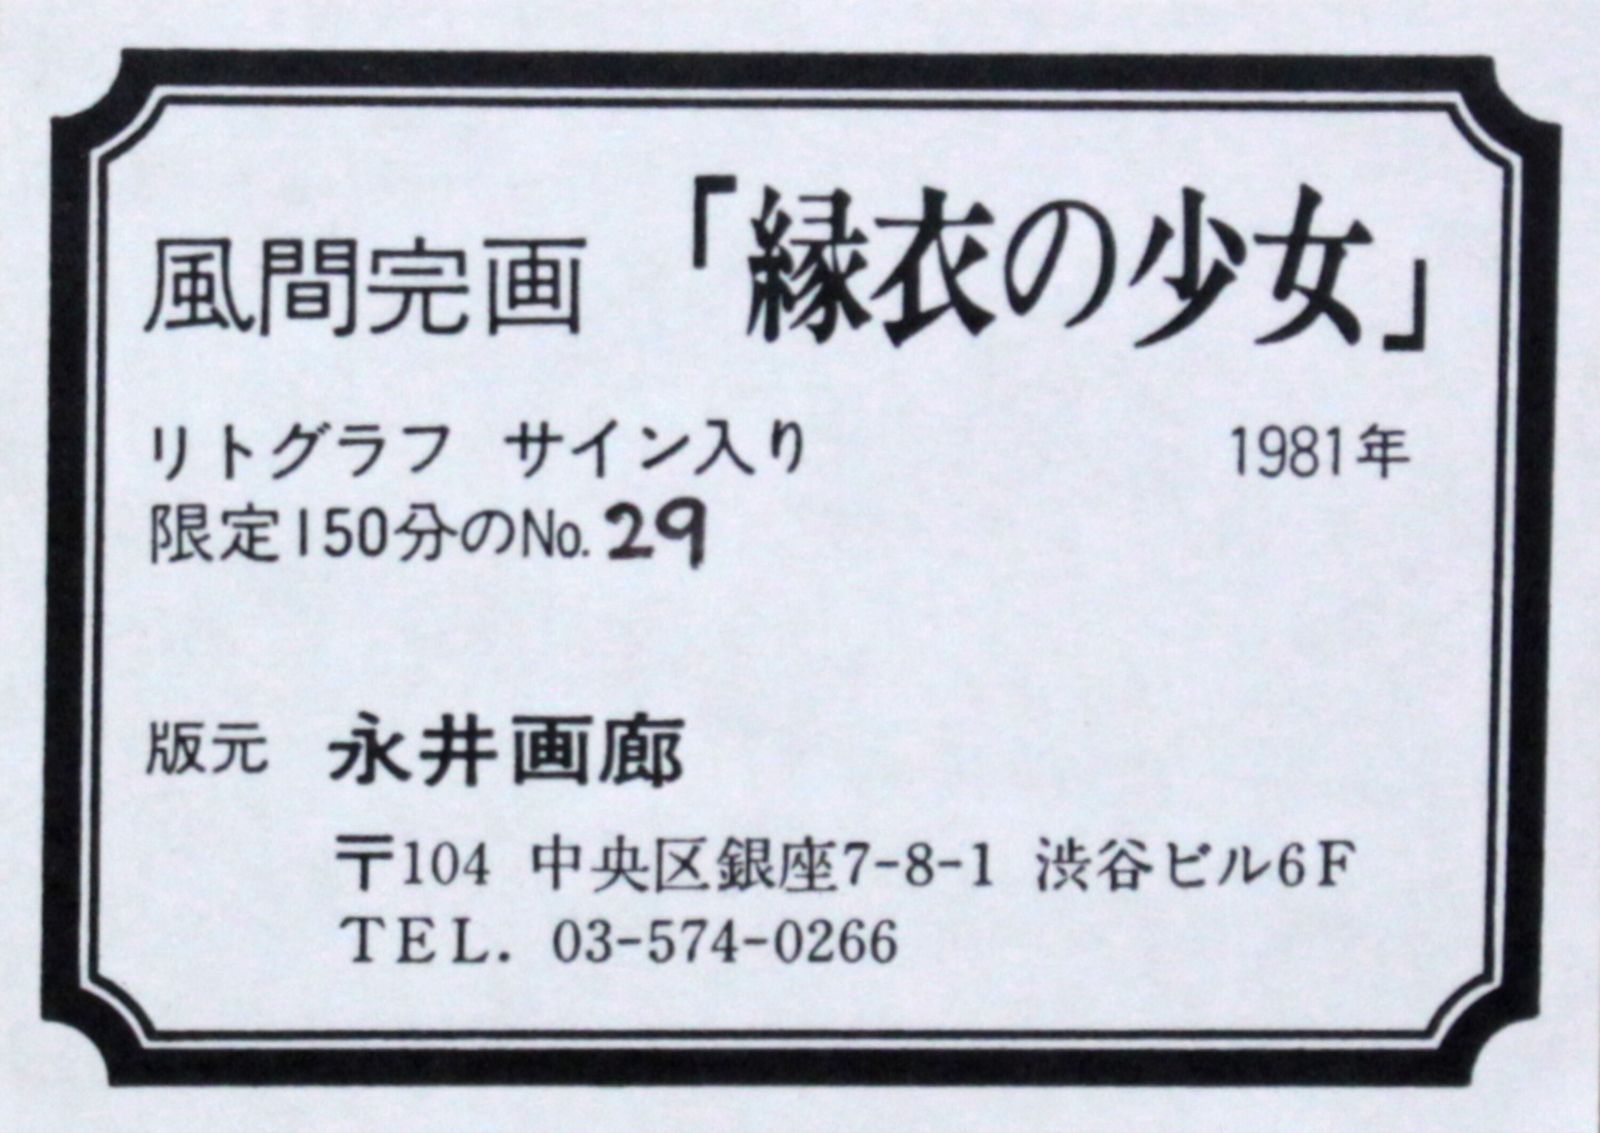 風間完画 「縁衣の少女」
リトグラフ サイン入り 1981年
限定150分のNo.29
版元 永井画廊
〒104 中央区銀座7-8-1 渋谷ビル6F
TEL. 03-574-0266